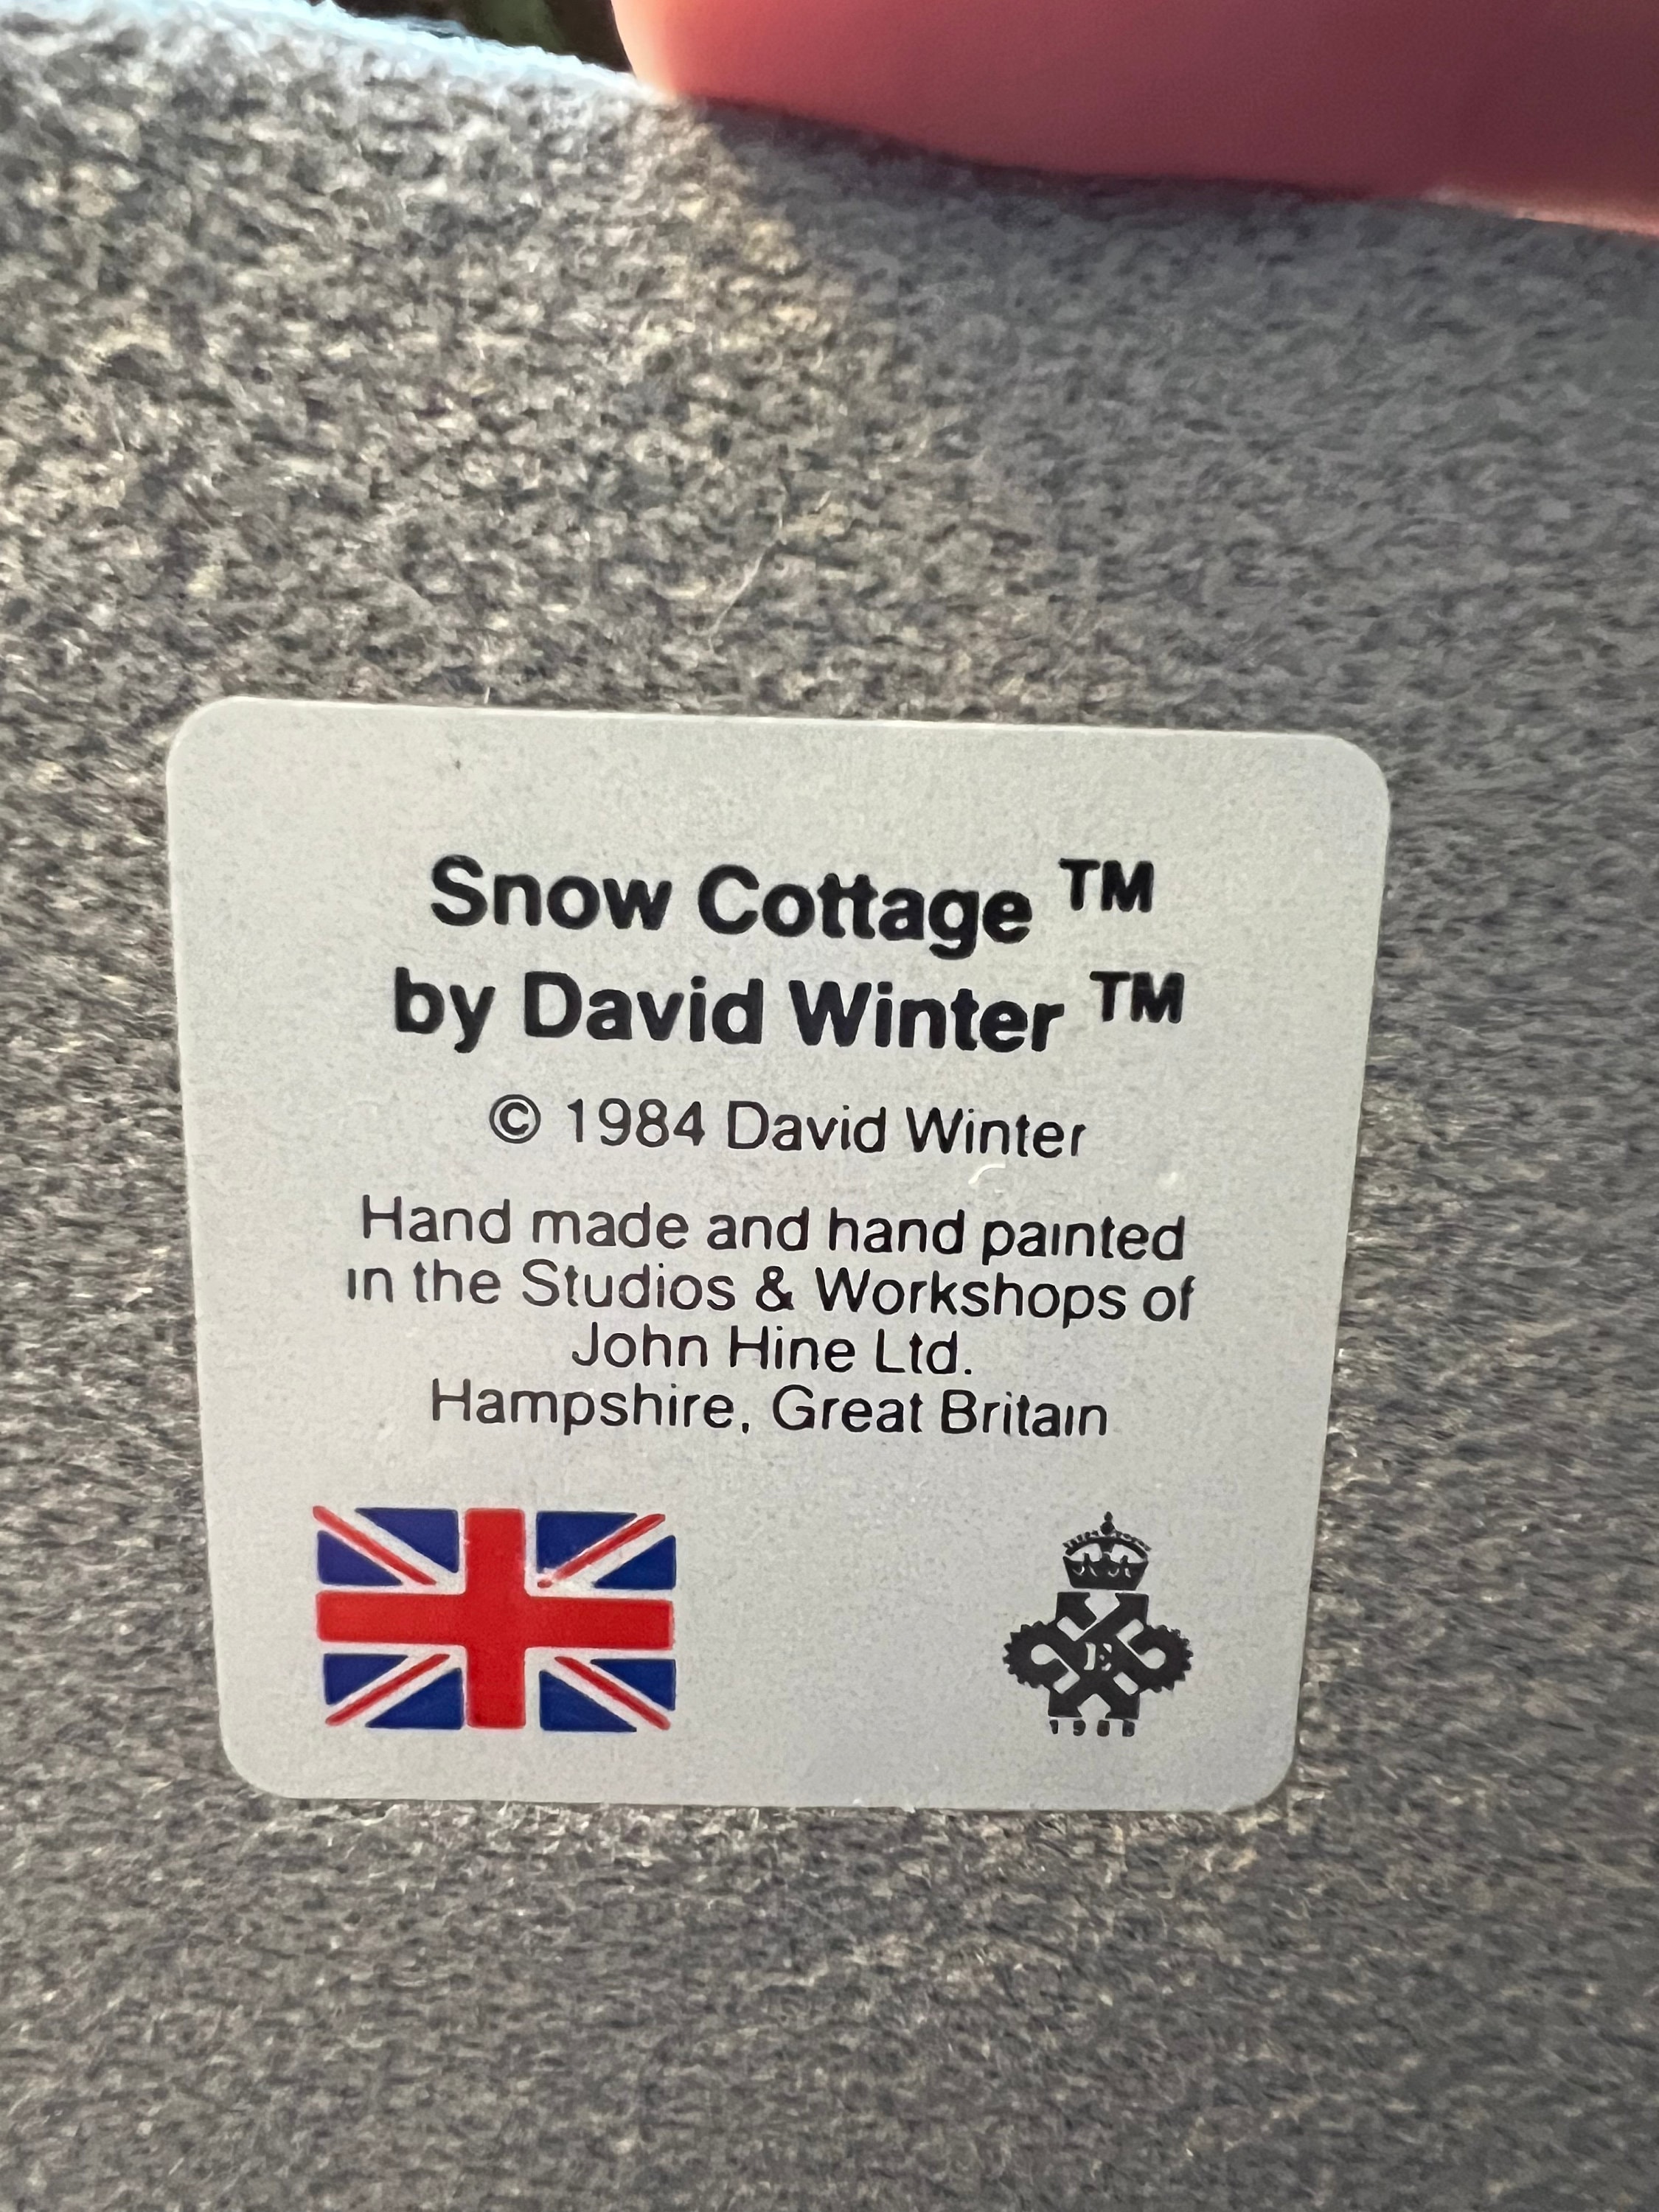 Snow Cottage ™
by David Winter ™
© 1984 David Winter
Hand made and hand painted
in the Studios & Workshops of
John Hine Ltd.
Hampshire, Great Britain